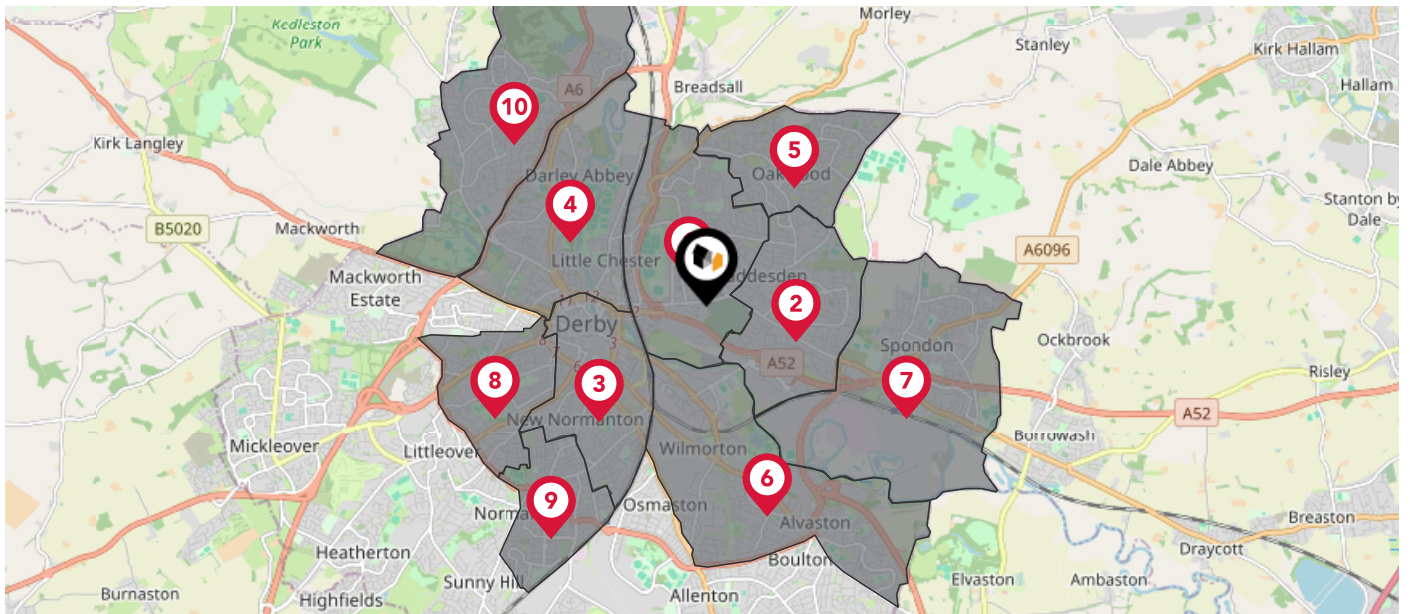 Kedleston
Park
Morley
Stanley
Kirk Hallam
Hallam
A6
Breadsall
10
Kirk Langley
5
Oakwood
Dale Abbey
Darley Abbey
4
Stanton by
Dale
B5020
Mackworth
A6096
Little Chester
Mackworth
Estate
2
Derby
Ockbrook
Spondon
A52
Risley
8
3
7
A52
New Normanton
Mickleover
Littleover
Wilmorton
Borrowash
6
9
Osmaston
Alvaston
Breaston
Heatherton
Boulton
Draycott
Sunny Hill
Elvaston
Ambaston
Burnaston
Highfields
Allenton